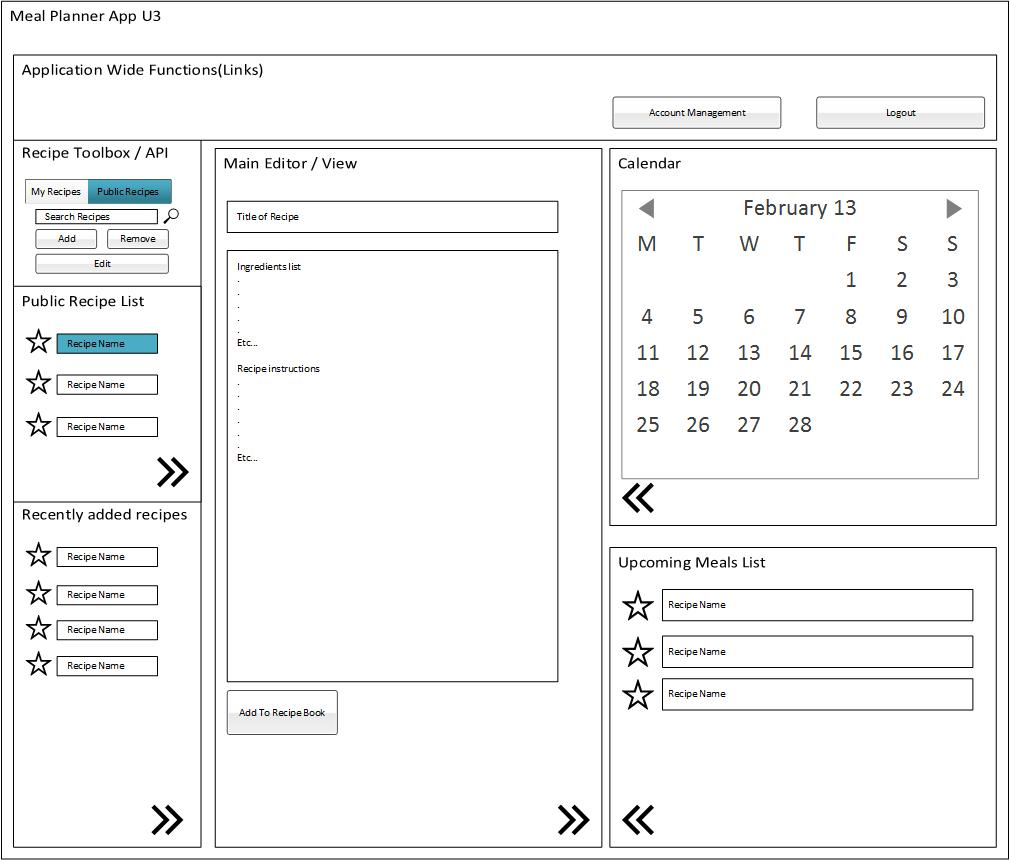 Meal Planner App U3
Application Wide Functions(Links)
Account Management
Logout
Recipe Toolbox / API
My Recipes
Public Recipes
Search Recipes
Add
Remove
Edit
Public Recipe List
Recipe Name
Recipe Name
Recipe Name
Recently added recipes
Recipe Name
Recipe Name
Recipe Name
Recipe Name
Main Editor / View
Title of Recipe
Ingredients list
.
.
.
.
.
Etc...
Recipe instructions
.
.
.
.
.
.
Etc...
Add To Recipe Book
Calendar
February 13
M T W T F S S
1 2 3
4 5 6 7 8 9 10
11 12 13 14 15 16 17
18 19 20 21 22 23 24
25 26 27 28
Upcoming Meals List
Recipe Name
Recipe Name
Recipe Name